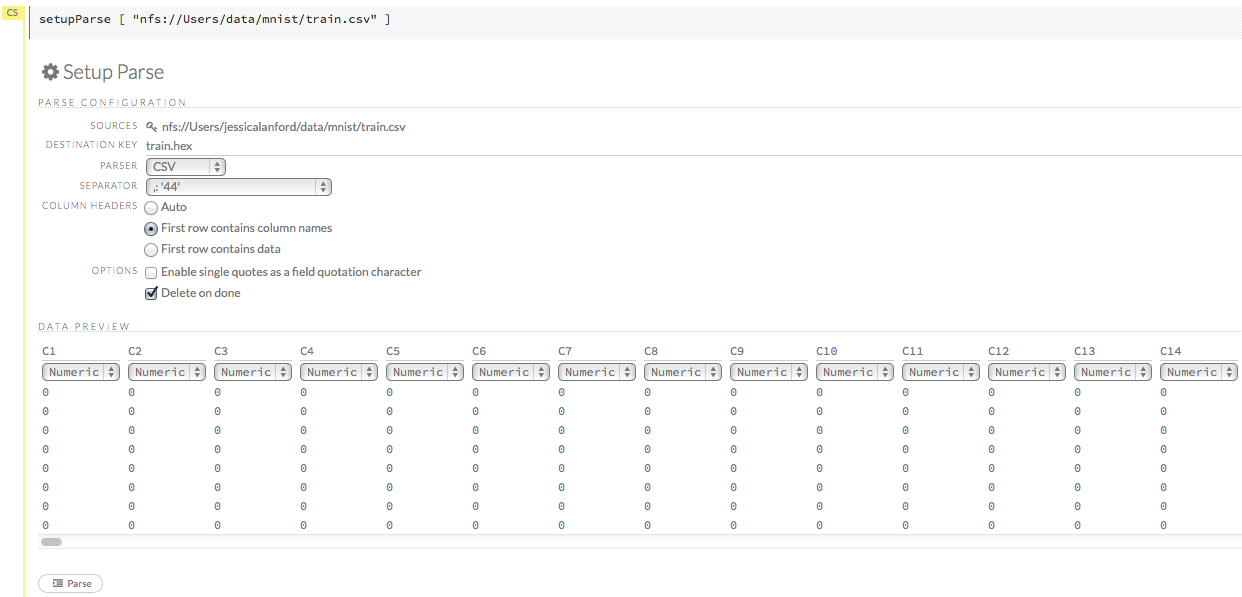 CS
setupParse [ "nfs://Users/data/mnist/train.csv" ]
Setup Parse
PARSE CONFIGURATION
SOURCES nfs://Users/jessicalanford/data/mnist/train.csv
DESTINATION KEY train.hex
PARSER CSV
SEPARATOR ,: '44'
COLUMN HEADERS Auto
First row contains column names
First row contains data
OPTIONS Enable single quotes as a field quotation character
Delete on done
DATA PREVIEW
C1 C2 C3 C4 C5 C6 C7 C8 C9 C10 C11 C12 C13 C14
Numeric Numeric Numeric Numeric Numeric Numeric Numeric Numeric Numeric Numeric Numeric Numeric Numeric Numeric
0 0 0 0 0 0 0 0 0 0 0 0 0 0
0 0 0 0 0 0 0 0 0 0 0 0 0 0
0 0 0 0 0 0 0 0 0 0 0 0 0 0
0 0 0 0 0 0 0 0 0 0 0 0 0 0
0 0 0 0 0 0 0 0 0 0 0 0 0 0
0 0 0 0 0 0 0 0 0 0 0 0 0 0
0 0 0 0 0 0 0 0 0 0 0 0 0 0
0 0 0 0 0 0 0 0 0 0 0 0 0 0
Parse